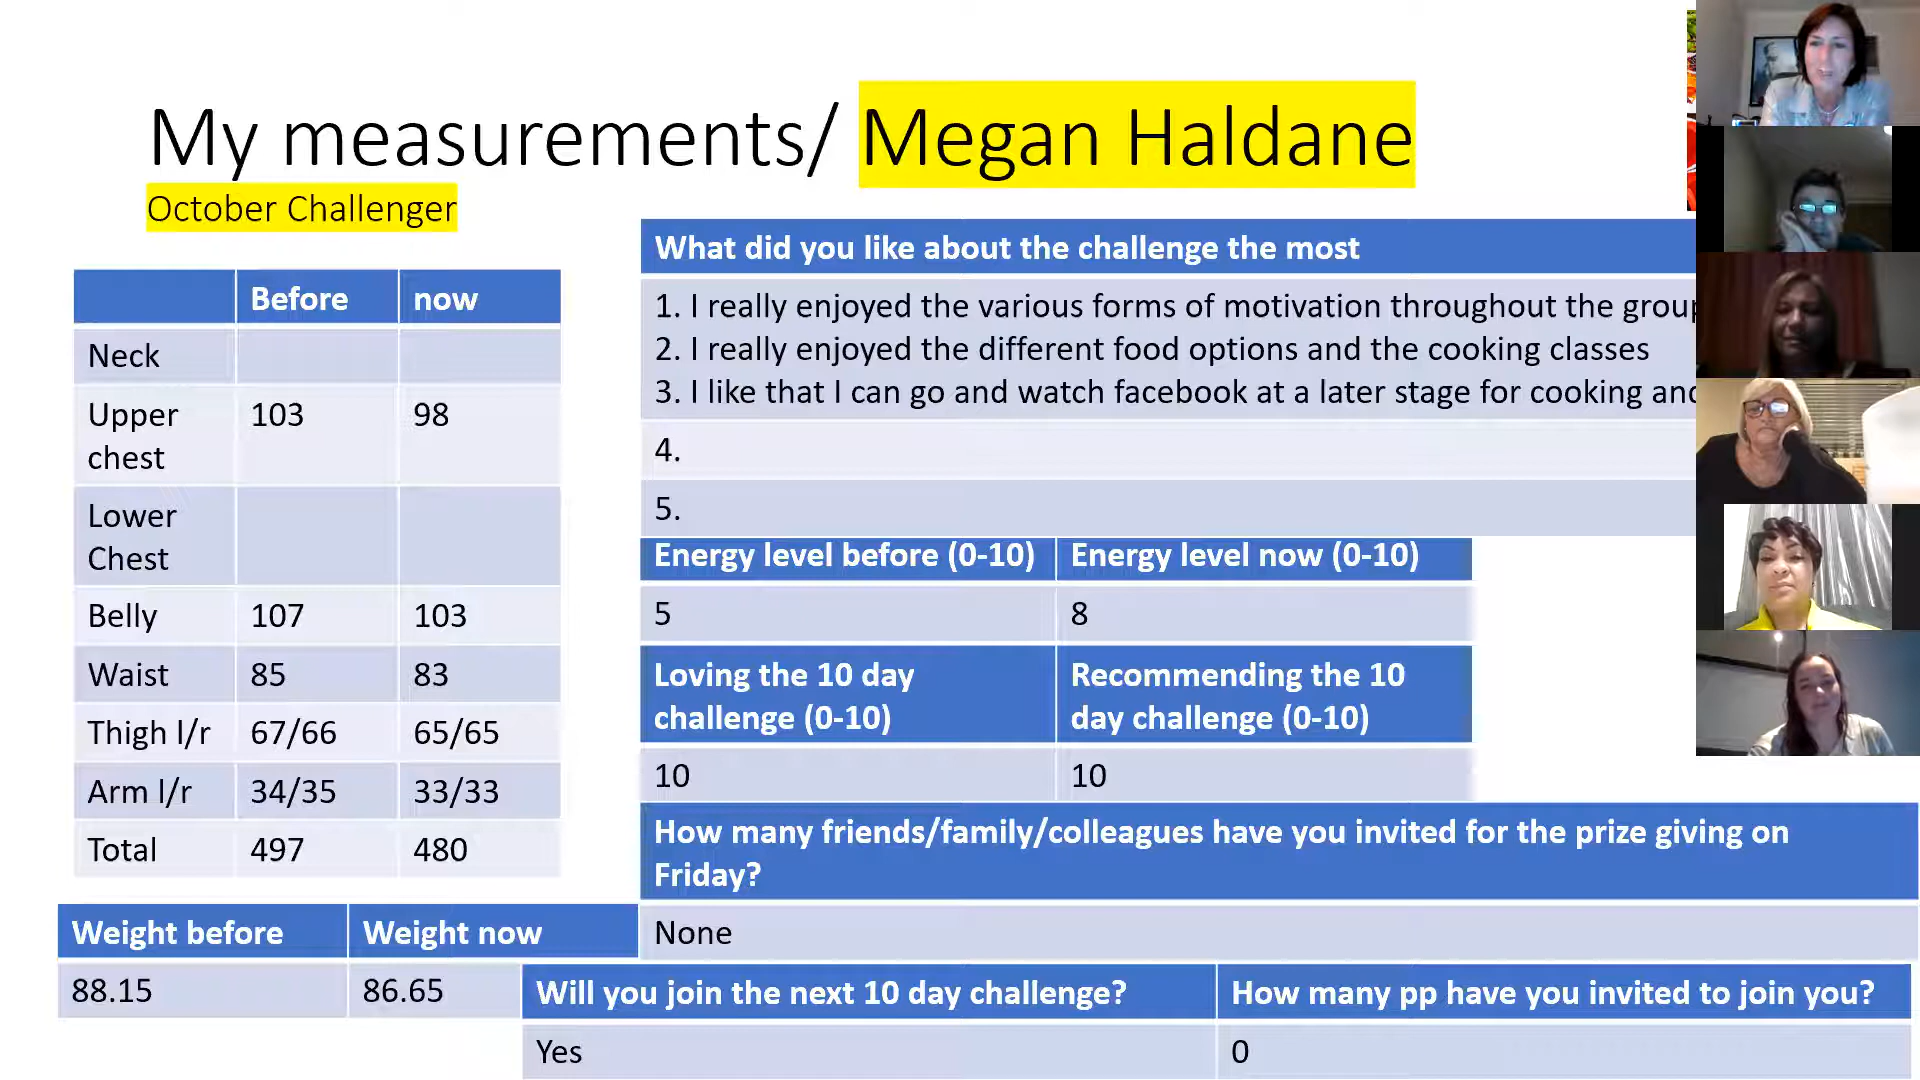 My measurements/ Megan Haldane
October Challenger
Before now
Neck
Upper chest 103 98
Lower Chest
Belly 107 103
Waist 85 83
Thigh l/r 67/66 65/65
Arm l/r 34/35 33/33
Total 497 480
Weight before Weight now
88.15 86.65
What did you like about the challenge the most
1. I really enjoyed the various forms of motivation throughout the
2. I really enjoyed the different food options and the cooking classes
3. I like that I can go and watch facebook at a later stage for cooking
4.
5.
Energy level before (0-10) Energy level now (0-10)
5 8
Loving the 10 day challenge (0-10) Recommending the 10 day challenge (0-10)
10 10
How many friends/family/colleagues have you invited for the prize giving on
Friday?
None
Will you join the next 10 day challenge? How many pp have you invited to join you?
Yes 0